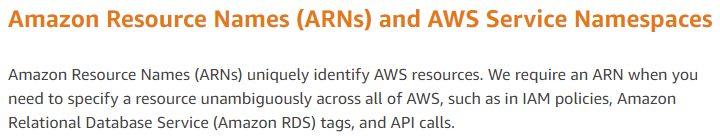 Amazon Resource Names (ARNs) and AWS Service Namespaces
Amazon Resource Names (ARNs) uniquely identify AWS resources. We require an ARN when you
need to specify a resource unambiguously across all of AWS, such as in IAM policies, Amazon
Relational Database Service (Amazon RDS) tags, and API calls.